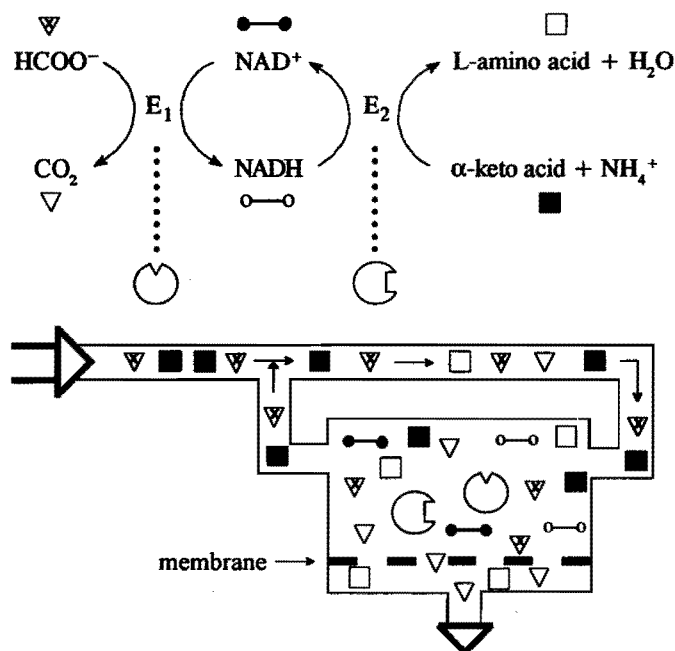 HCOO⁻ NAD⁺ L-amino acid + H₂O
E₁ E₂
CO₂ NADH α-keto acid + NH₄⁺
membrane